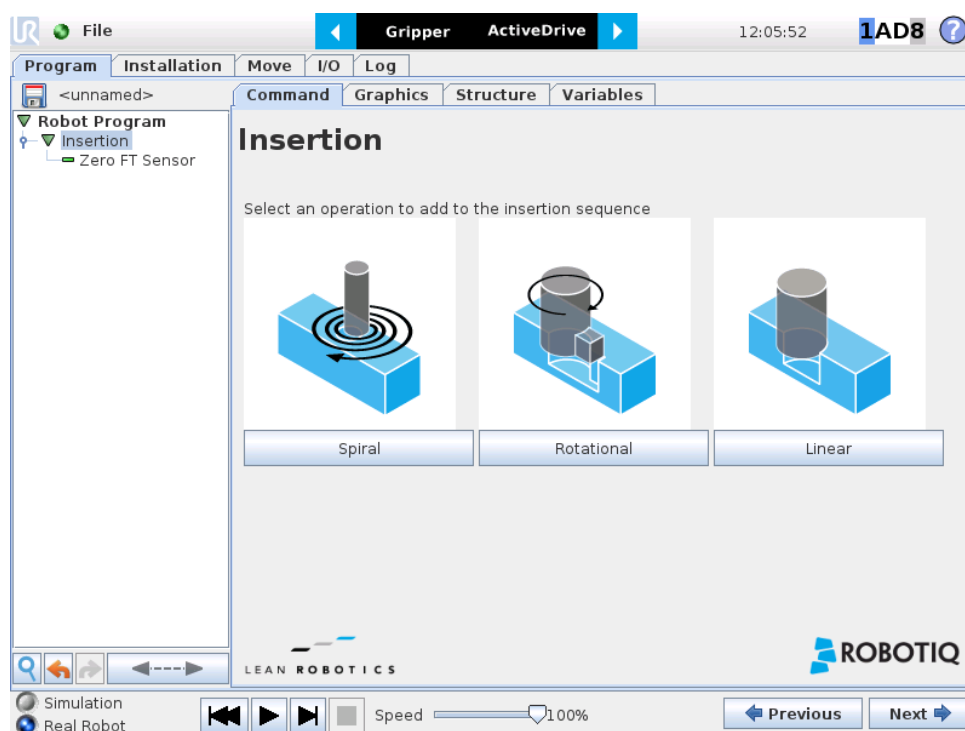 UR File Gripper ActiveDrive 12:05:52 1AD8 ?
Program Installation Move I/O Log
<unnamed> Command Graphics Structure Variables
Robot Program
Insertion
Zero FT Sensor
Insertion
Select an operation to add to the insertion sequence
Spiral Rotational Linear
LEAN ROBOTICS
ROBOTIQ
Simulation
Real Robot
Speed 100% Previous Next